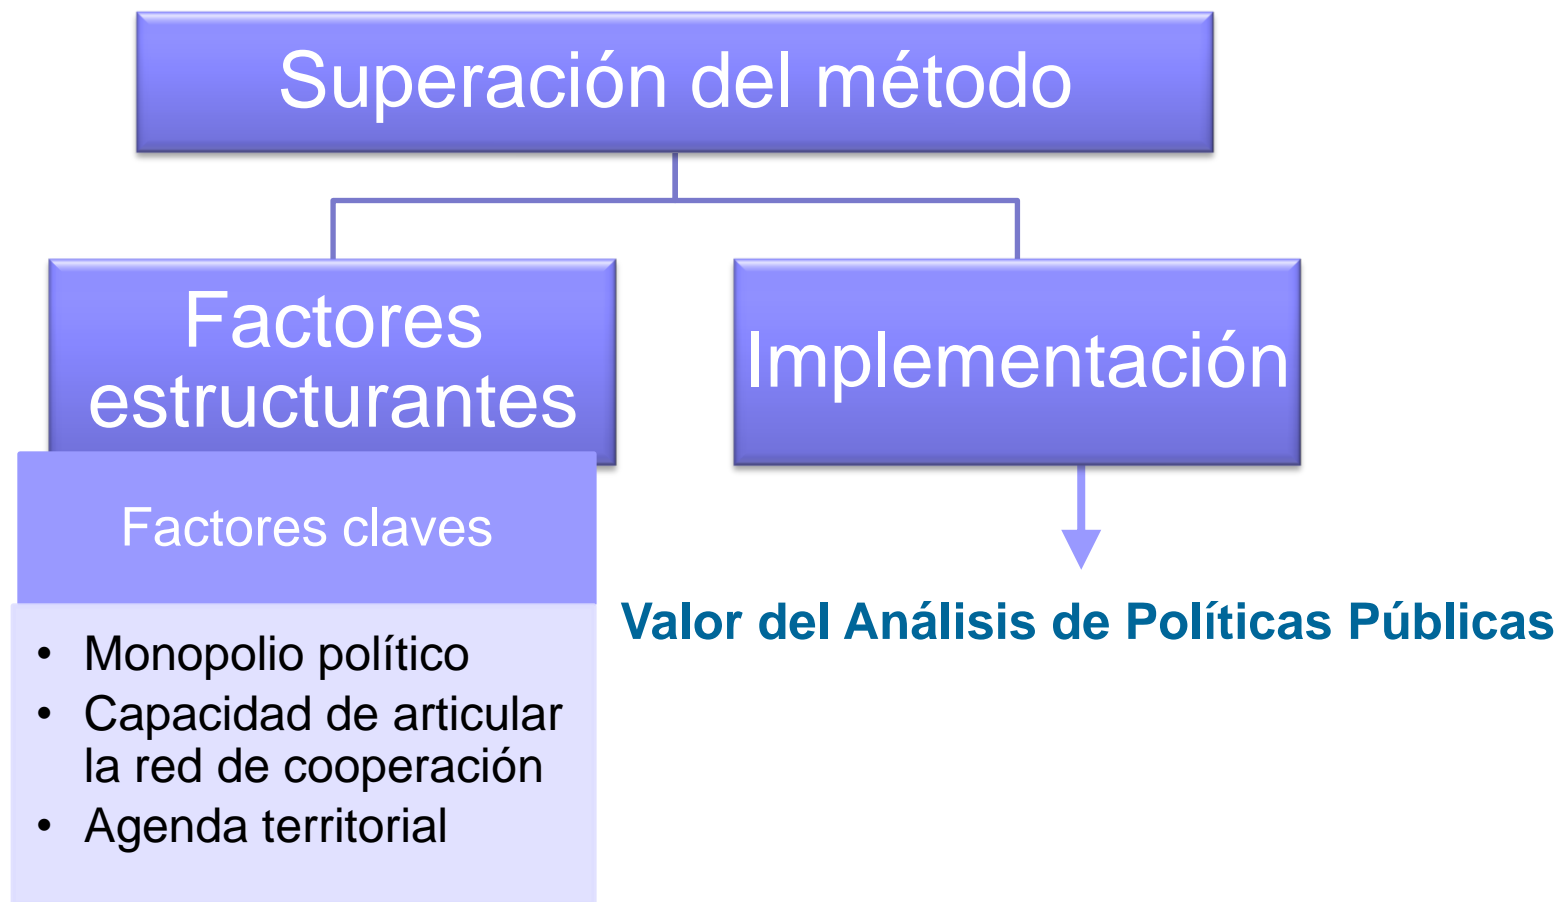 Superación del método
Factores
estructurantes
Implementación
Factores claves
• Monopolio político
• Capacidad de articular
la red de cooperación
• Agenda territorial
Valor del Análisis de Políticas Públicas